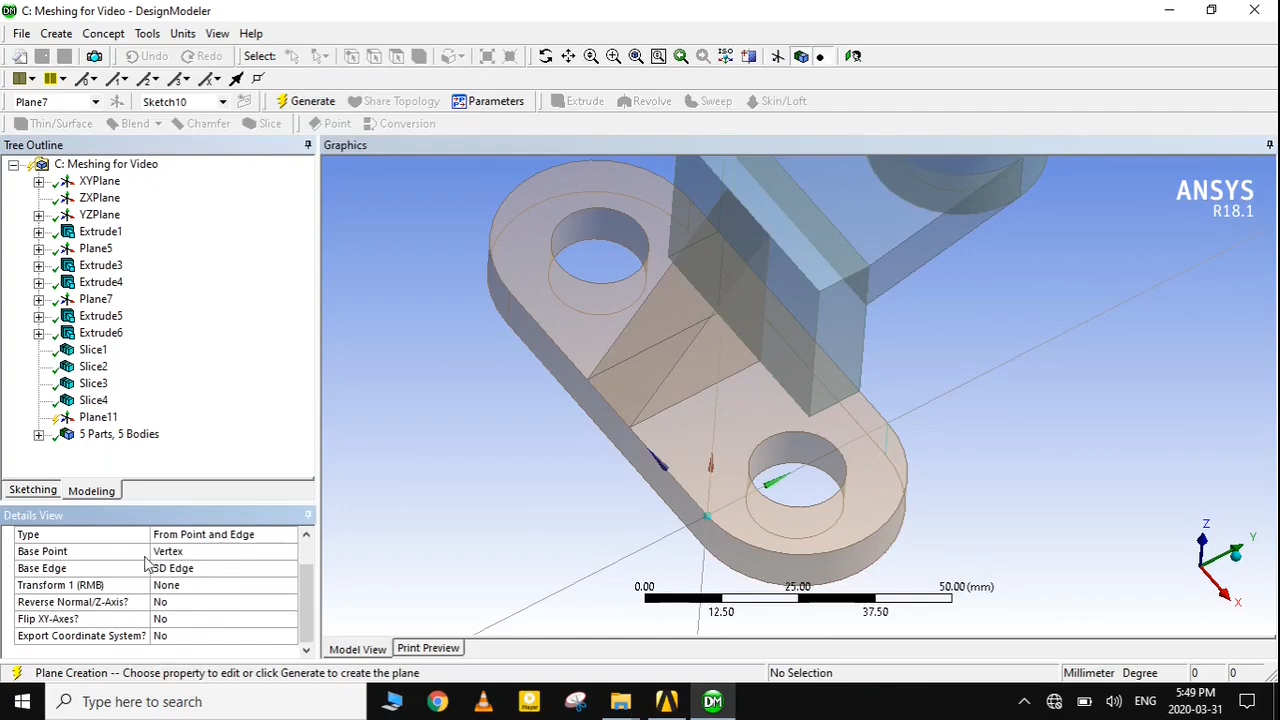 C: Meshing for Video - DesignModeler
File Create Concept Tools Units View Help
Undo Redo Select:
Plane7 Sketch10 Generate Share Topology Parameters Extrude Revolve Sweep Skin/Loft
Thin/Surface Blend Chamfer Slice Point Conversion
Tree Outline
C: Meshing for Video
XYPlane
ZXPlane
YZPlane
Extrude1
Plane5
Extrude3
Extrude4
Plane7
Extrude5
Extrude6
Slice1
Slice2
Slice3
Slice4
Plane11
5 Parts, 5 Bodies
Sketching Modeling
Details View
Type From Point and Edge
Base Point Vertex
Base Edge 3D Edge
Transform 1 (RMB) None
Reverse Normal/Z-Axis? No
Flip XY-Axes? No
Export Coordinate System? No
Graphics
ANSYS
R18.1
0.00 25.00 50.00 (mm)
12.50 37.50
Z
Y
X
Model View Print Preview
Plane Creation -- Choose property to edit or click Generate to create the plane No Selection Millimeter Degree 0 0
Type here to search ENG 5:49 PM
2020-03-31